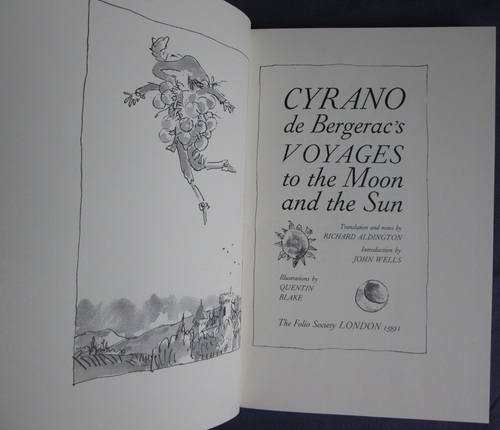 CYRANO
de Bergerac's
VOYAGES
to the Moon
and the Sun
Translation and notes by
RICHARD ALDINGTON
Introduction by
JOHN WELLS
Illustrations by
QUENTIN
BLAKE
The Folio Society LONDON 1991